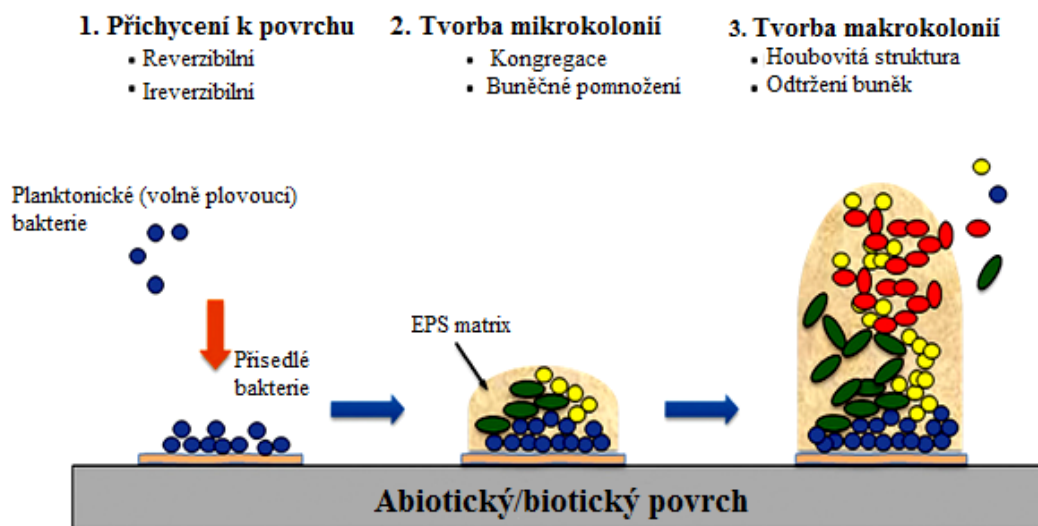 1. Přichycení k povrchu
▪ Reverzibilní
▪ Ireverzibilní
2. Tvorba mikrokolonií
▪ Kongregace
▪ Buněčné pomnožení
3. Tvorba makrokolonií
▪ Houbovitá struktura
▪ Odtržení buněk
Planktonické (volně plovoucí)
bakterie
Přisedlé
bakterie
EPS matrix
Abiotický/biotický povrch